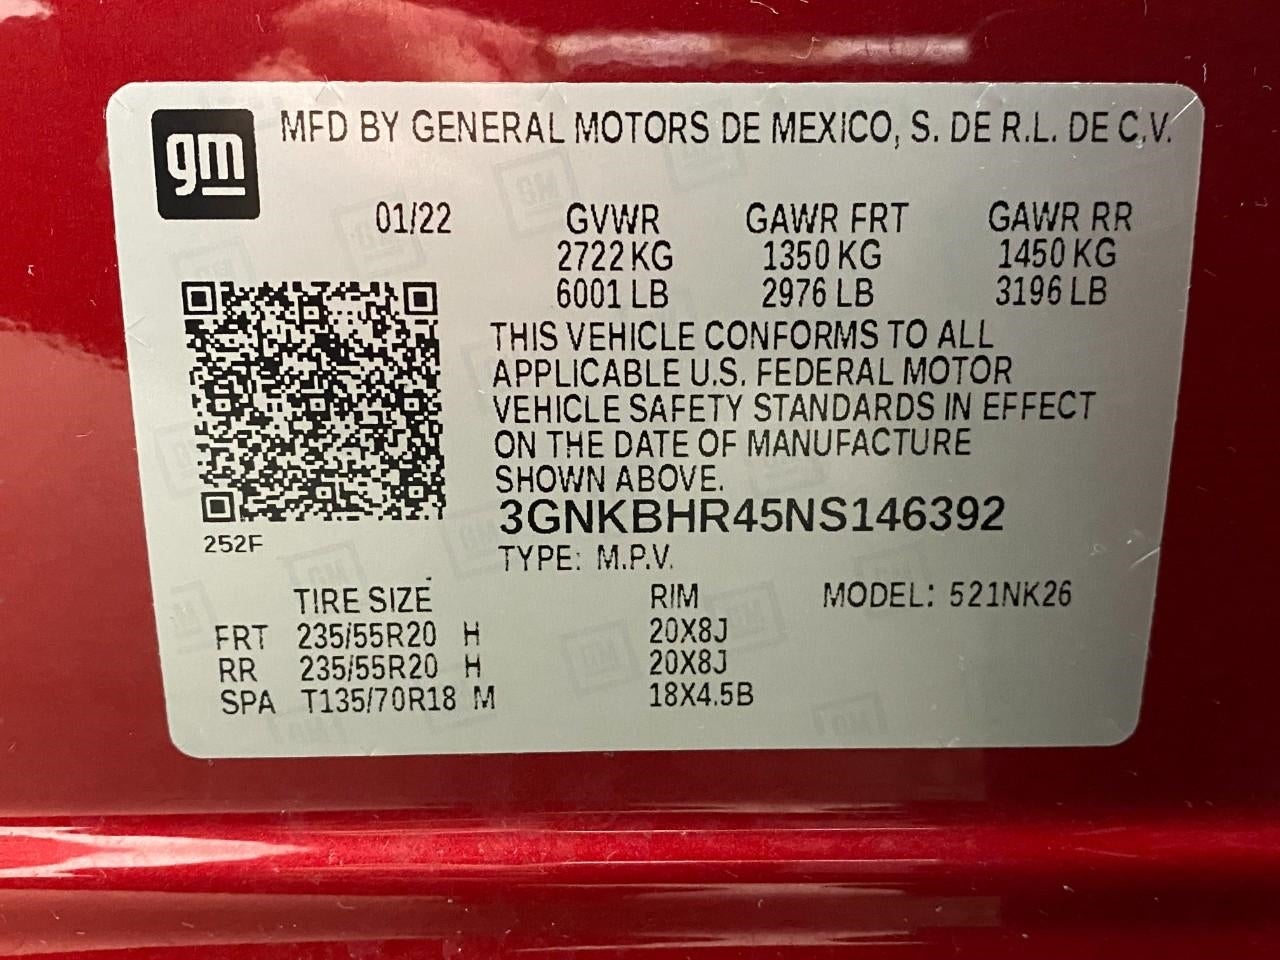 gm MFD BY GENERAL MOTORS DE MEXICO, S. DE R.L. DE C.V.
01/22 GVWR GAWR FRT GAWR RR
2722 KG 1350 KG 1450 KG
6001 LB 2976 LB 3196 LB
THIS VEHICLE CONFORMS TO ALL
APPLICABLE U.S. FEDERAL MOTOR
VEHICLE SAFETY STANDARDS IN EFFECT
ON THE DATE OF MANUFACTURE
SHOWN ABOVE.
3GNKBHR45NS146392
252F
TYPE: M.P.V.
TIRE SIZE RIM MODEL: 521NK26
FRT 235/55R20 H 20X8J
RR 235/55R20 H 20X8J
SPA T135/70R18 M 18X4.5B